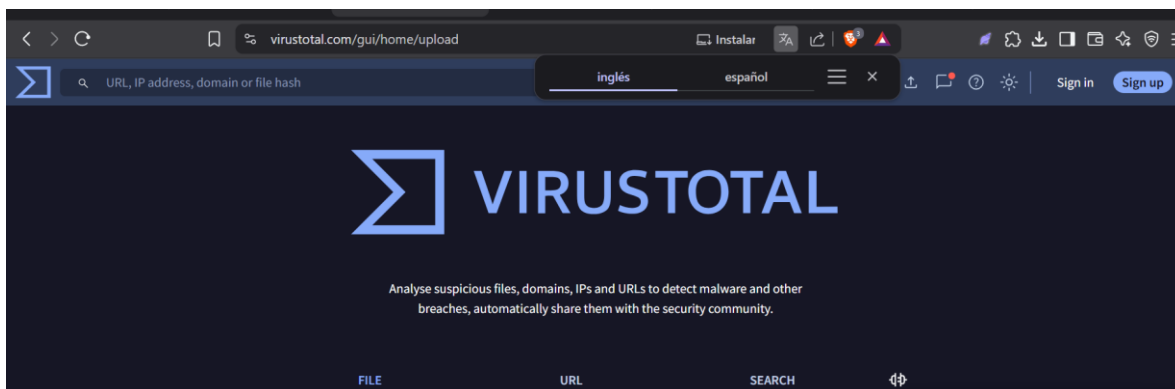 virustotal.com/gui/home/upload
Instalar
3
URL, IP address, domain or file hash
inglés
español
Sign in
Sign up
VIRUSTOTAL
Analyse suspicious files, domains, IPs and URLs to detect malware and other
breaches, automatically share them with the security community.
FILE
URL
SEARCH